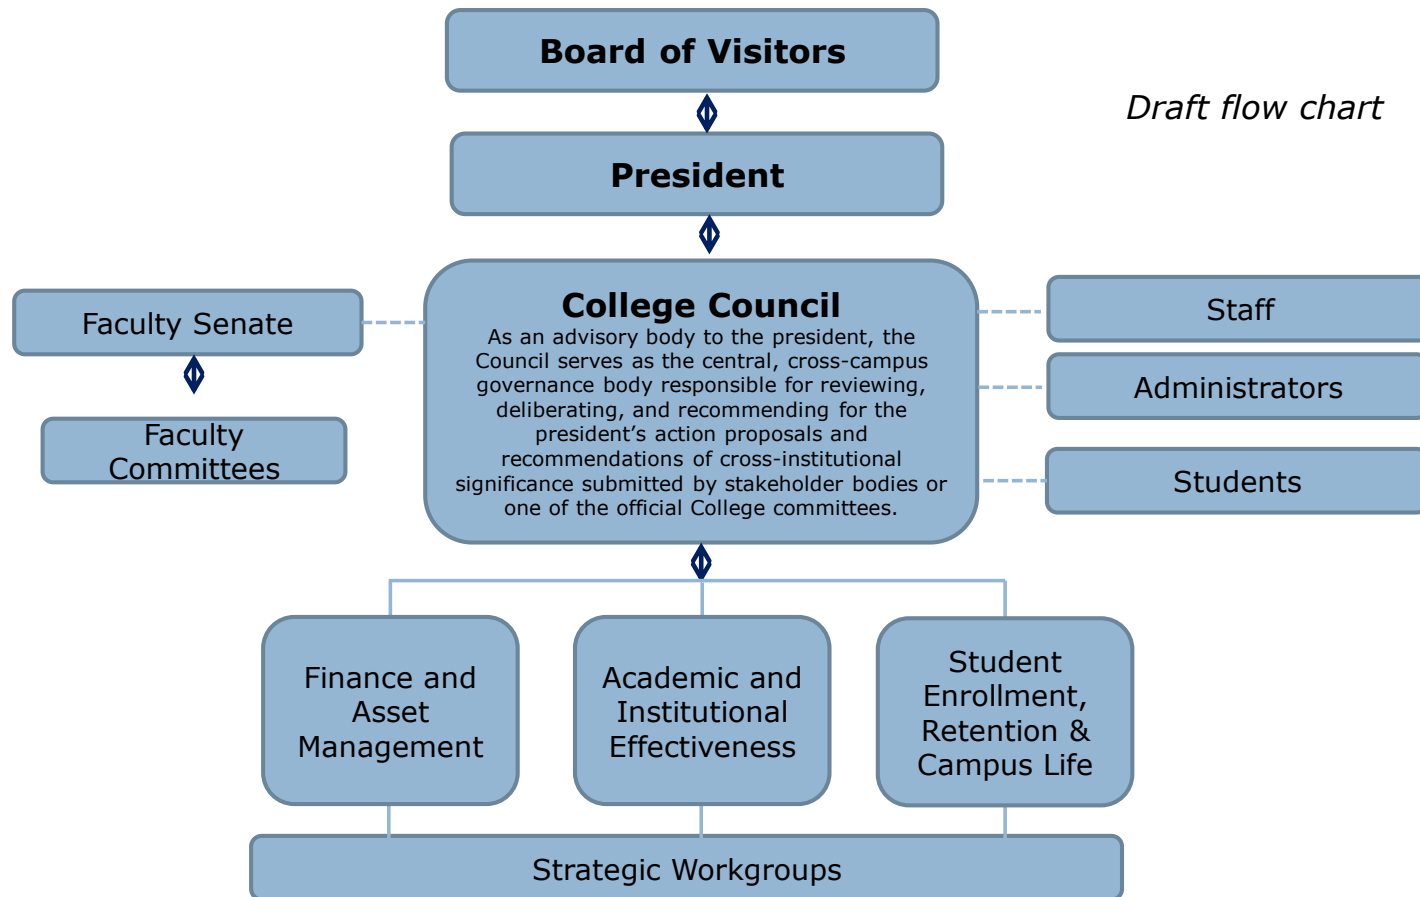 Board of Visitors
Draft flow chart
President
College Council
As an advisory body to the president, the
Council serves as the central, cross-campus
governance body responsible for reviewing,
deliberating, and recommending for the
president’s action proposals and
recommendations of cross-institutional
significance submitted by stakeholder bodies or
one of the official College committees.
Faculty Senate
Faculty
Committees
Staff
Administrators
Students
Finance and
Asset
Management
Academic and
Institutional
Effectiveness
Student
Enrollment,
Retention &
Campus Life
Strategic Workgroups